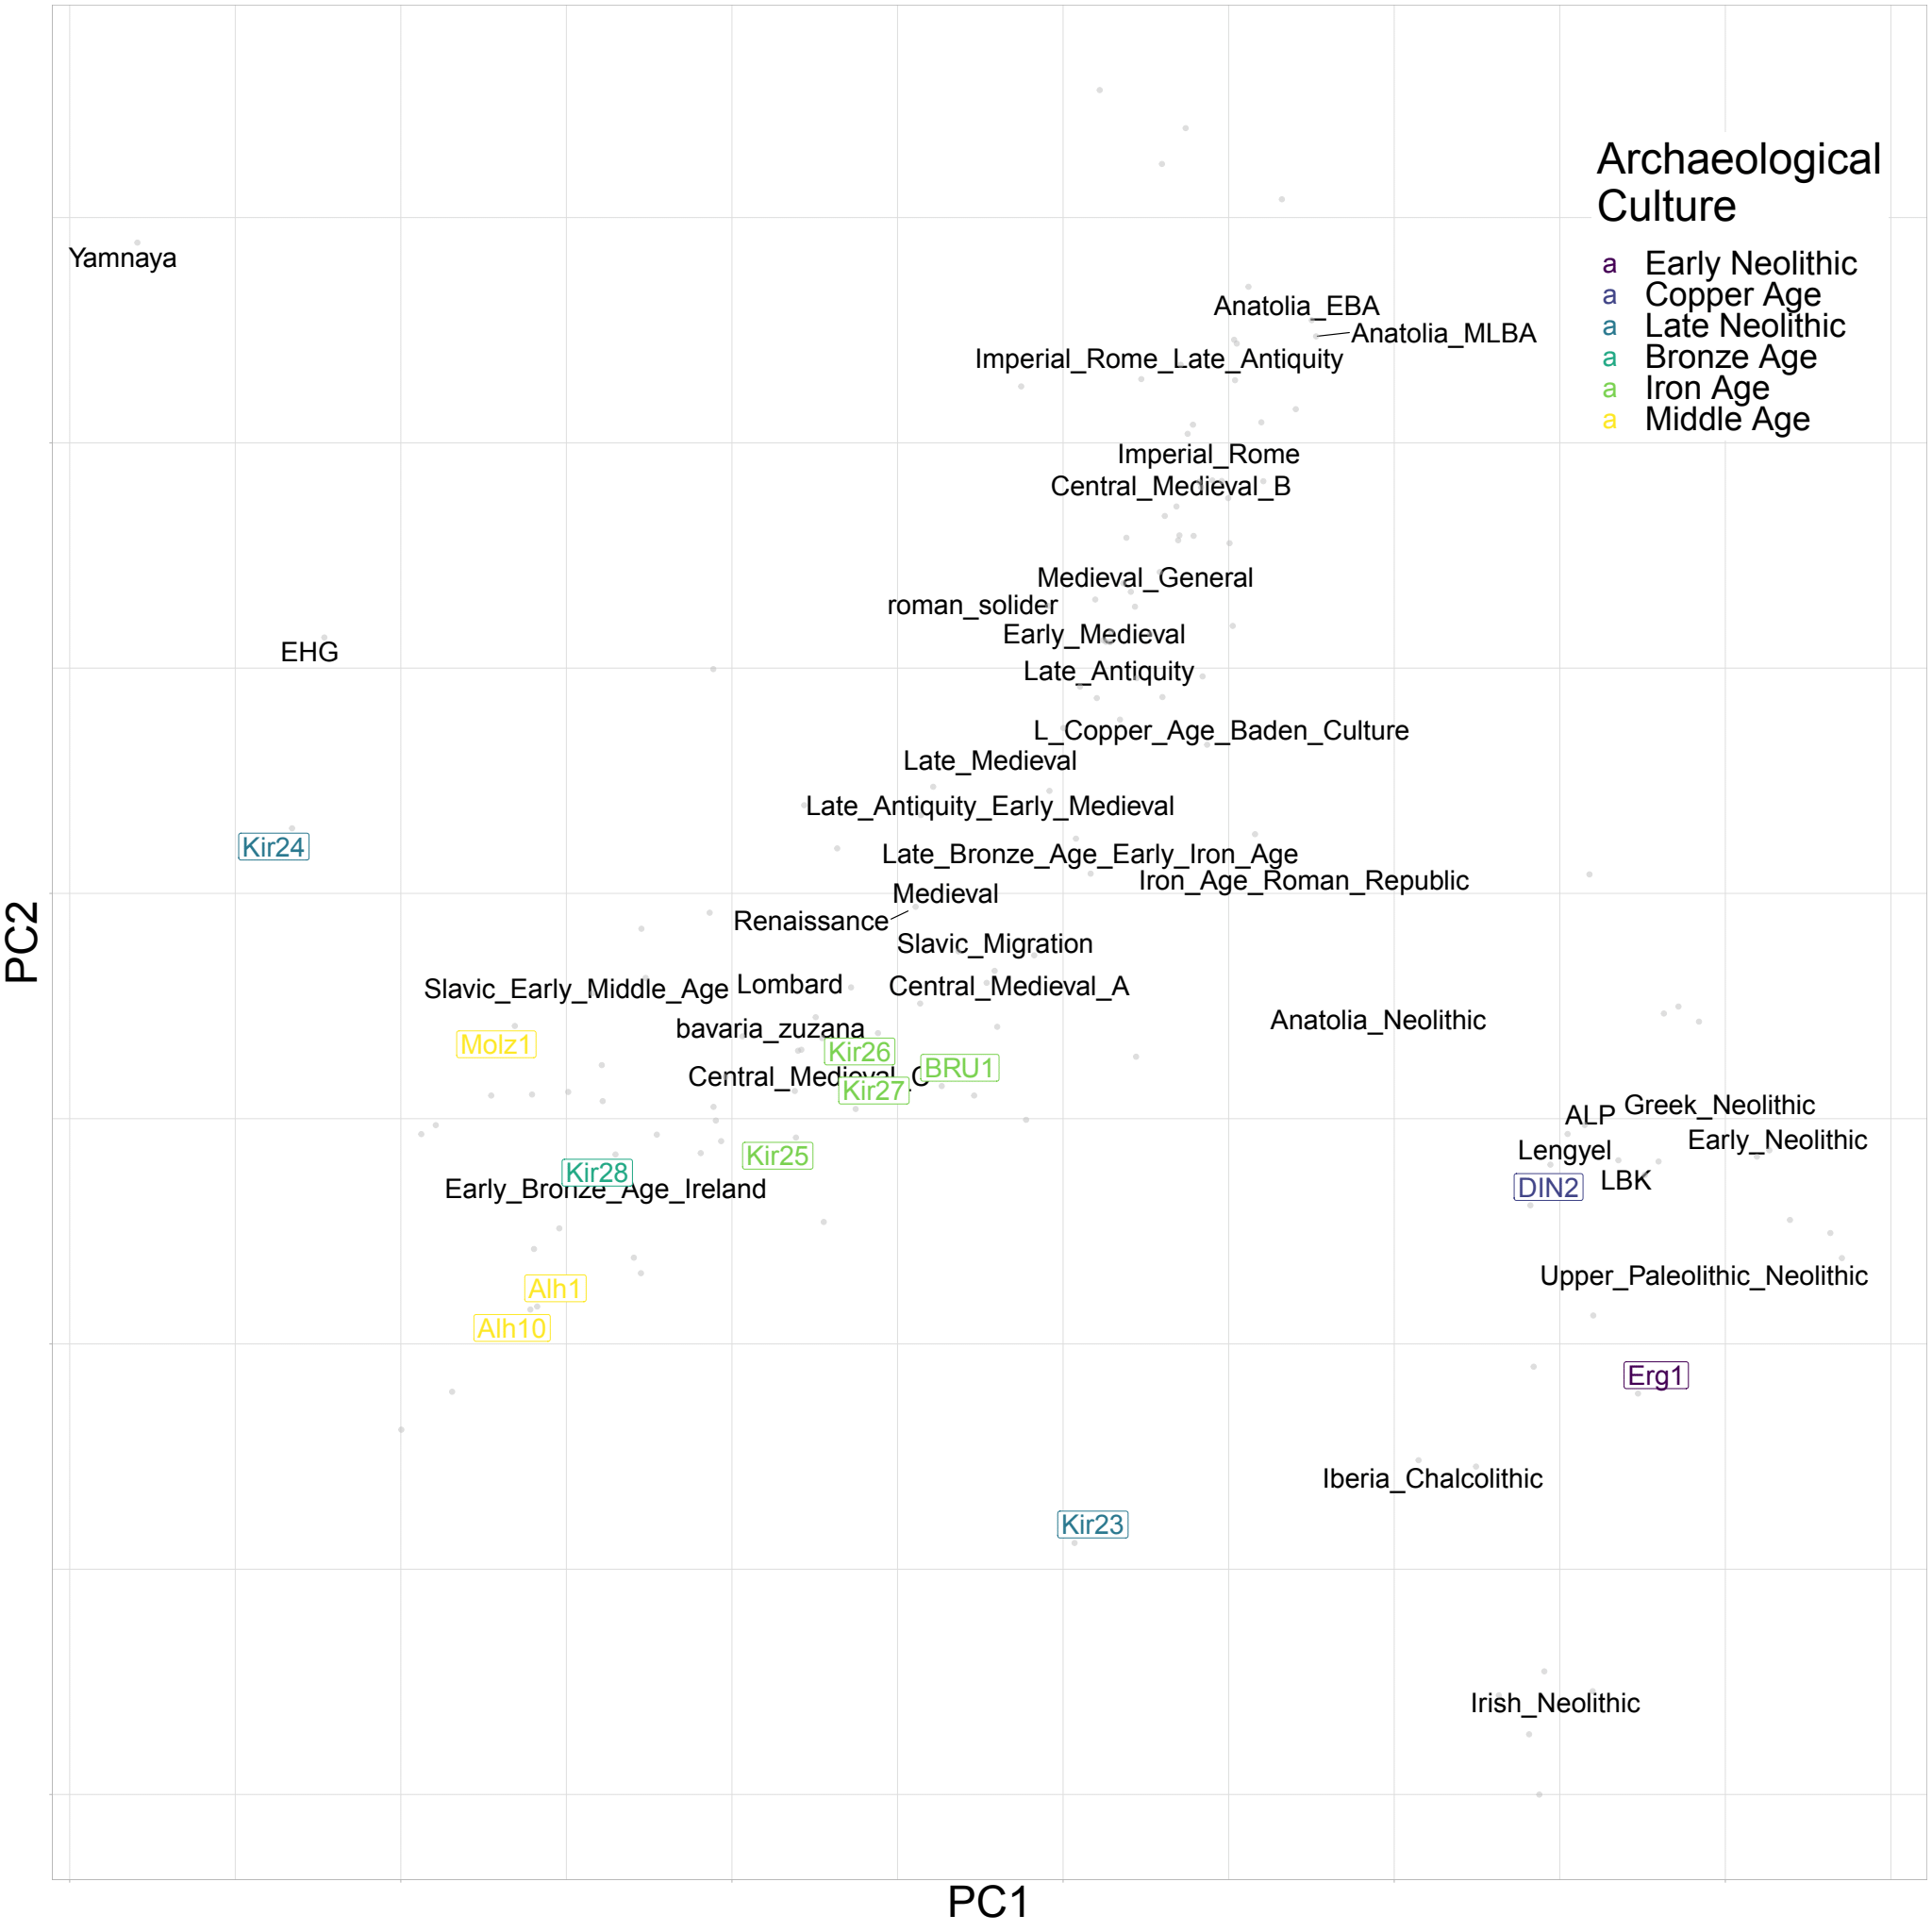 Archaeological
Culture
a Early Neolithic
a Copper Age
a Late Neolithic
a Bronze Age
a Iron Age
a Middle Age
Yamnaya
Anatolia_EBA
Anatolia_MLBA
Imperial_Rome_Late_Antiquity
Imperial_Rome
Central_Medieval_B
Medieval_General
roman_solider
Early_Medieval
EHG
Late_Antiquity
L_Copper_Age_Baden_Culture
Late_Medieval
Late_Antiquity_Early_Medieval
Kir24
Late_Bronze_Age_Early_Iron_Age
Iron_Age_Roman_Republic
Medieval
Renaissance
Slavic_Migration
Slavic_Early_Middle_Age
Lombard
Central_Medieval_A
Anatolia_Neolithic
bavaria_zuzana
Molz1
Kir26
BRU1
Central_Medieval_C
Kir27
Greek_Neolithic
ALP
Early_Neolithic
Lengyel
Kir25
Kir28
LBK
DIN2
Early_Bronze_Age_Ireland
Upper_Paleolithic_Neolithic
Alh1
Alh10
Erg1
Iberia_Chalcolithic
Kir23
Irish_Neolithic
PC2
PC1